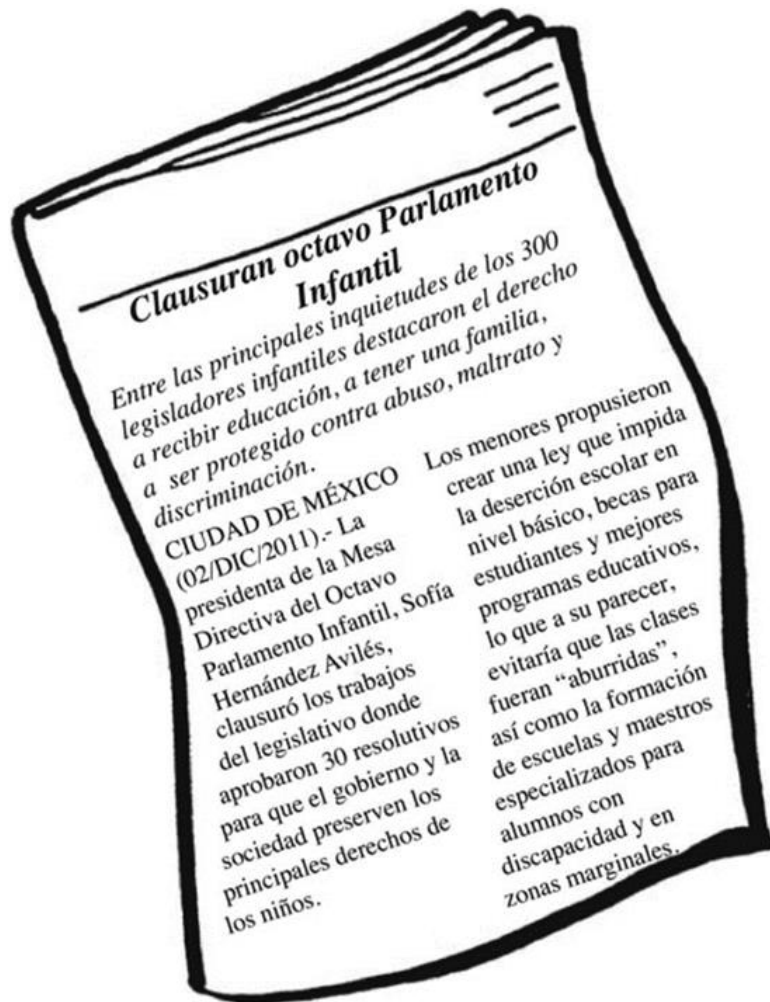 Clausuran octavo Parlamento
Infantil
Entre las principales inquietudes de los 300
legisladores infantiles destacaron el derecho
a recibir educación, a tener una familia,
a ser protegido contra abuso, maltrato y
discriminación.
CIUDAD DE MÉXICO
(02/DIC/2011).- La
presidenta de la Mesa
Directiva del Octavo
Parlamento Infantil, Sofía
Hernández Avilés,
clausuró los trabajos
del legislativo donde
aprobaron 30 resolutivos
para que el gobierno y la
sociedad preserven los
principales derechos de
los niños.
Los menores propusieron
crear una ley que impida
la deserción escolar en
nivel básico, becas para
estudiantes y mejores
programas educativos,
lo que a su parecer,
evitaría que las clases
fueran “aburridas”,
así como la formación
de escuelas y maestros
especializados para
alumnos con
discapacidad y en
zonas marginales.